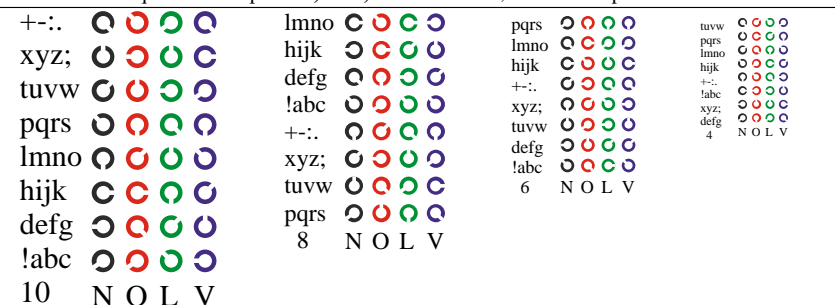 +-:.
xyz;
tuvw
pqrs
lmno
hijk
defg
!abc
10 N O L V
lmno
hijk
defg
!abc
+-:.
xyz;
tuvw
pqrs
8 N O L V
pqrs
lmno
hijk
+-:.
xyz;
tuvw
defg
!abc
6 N O L V
tuvw
pqrs
lmno
hijk
+-:.
!abc
xyz;
defg
4 N O L V